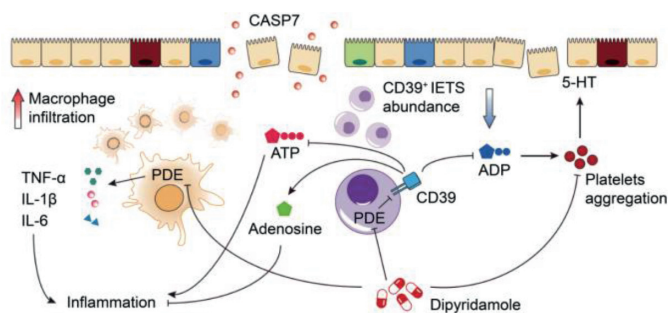 CASP7
Macrophage
infiltration
CD39+ IETS
abundance
5-HT
ATP
ADP
TNF-α
IL-1β
IL-6
PDE
Adenosine
PDE
CD39
Platelets
aggregation
Inflammation
Dipyridamole